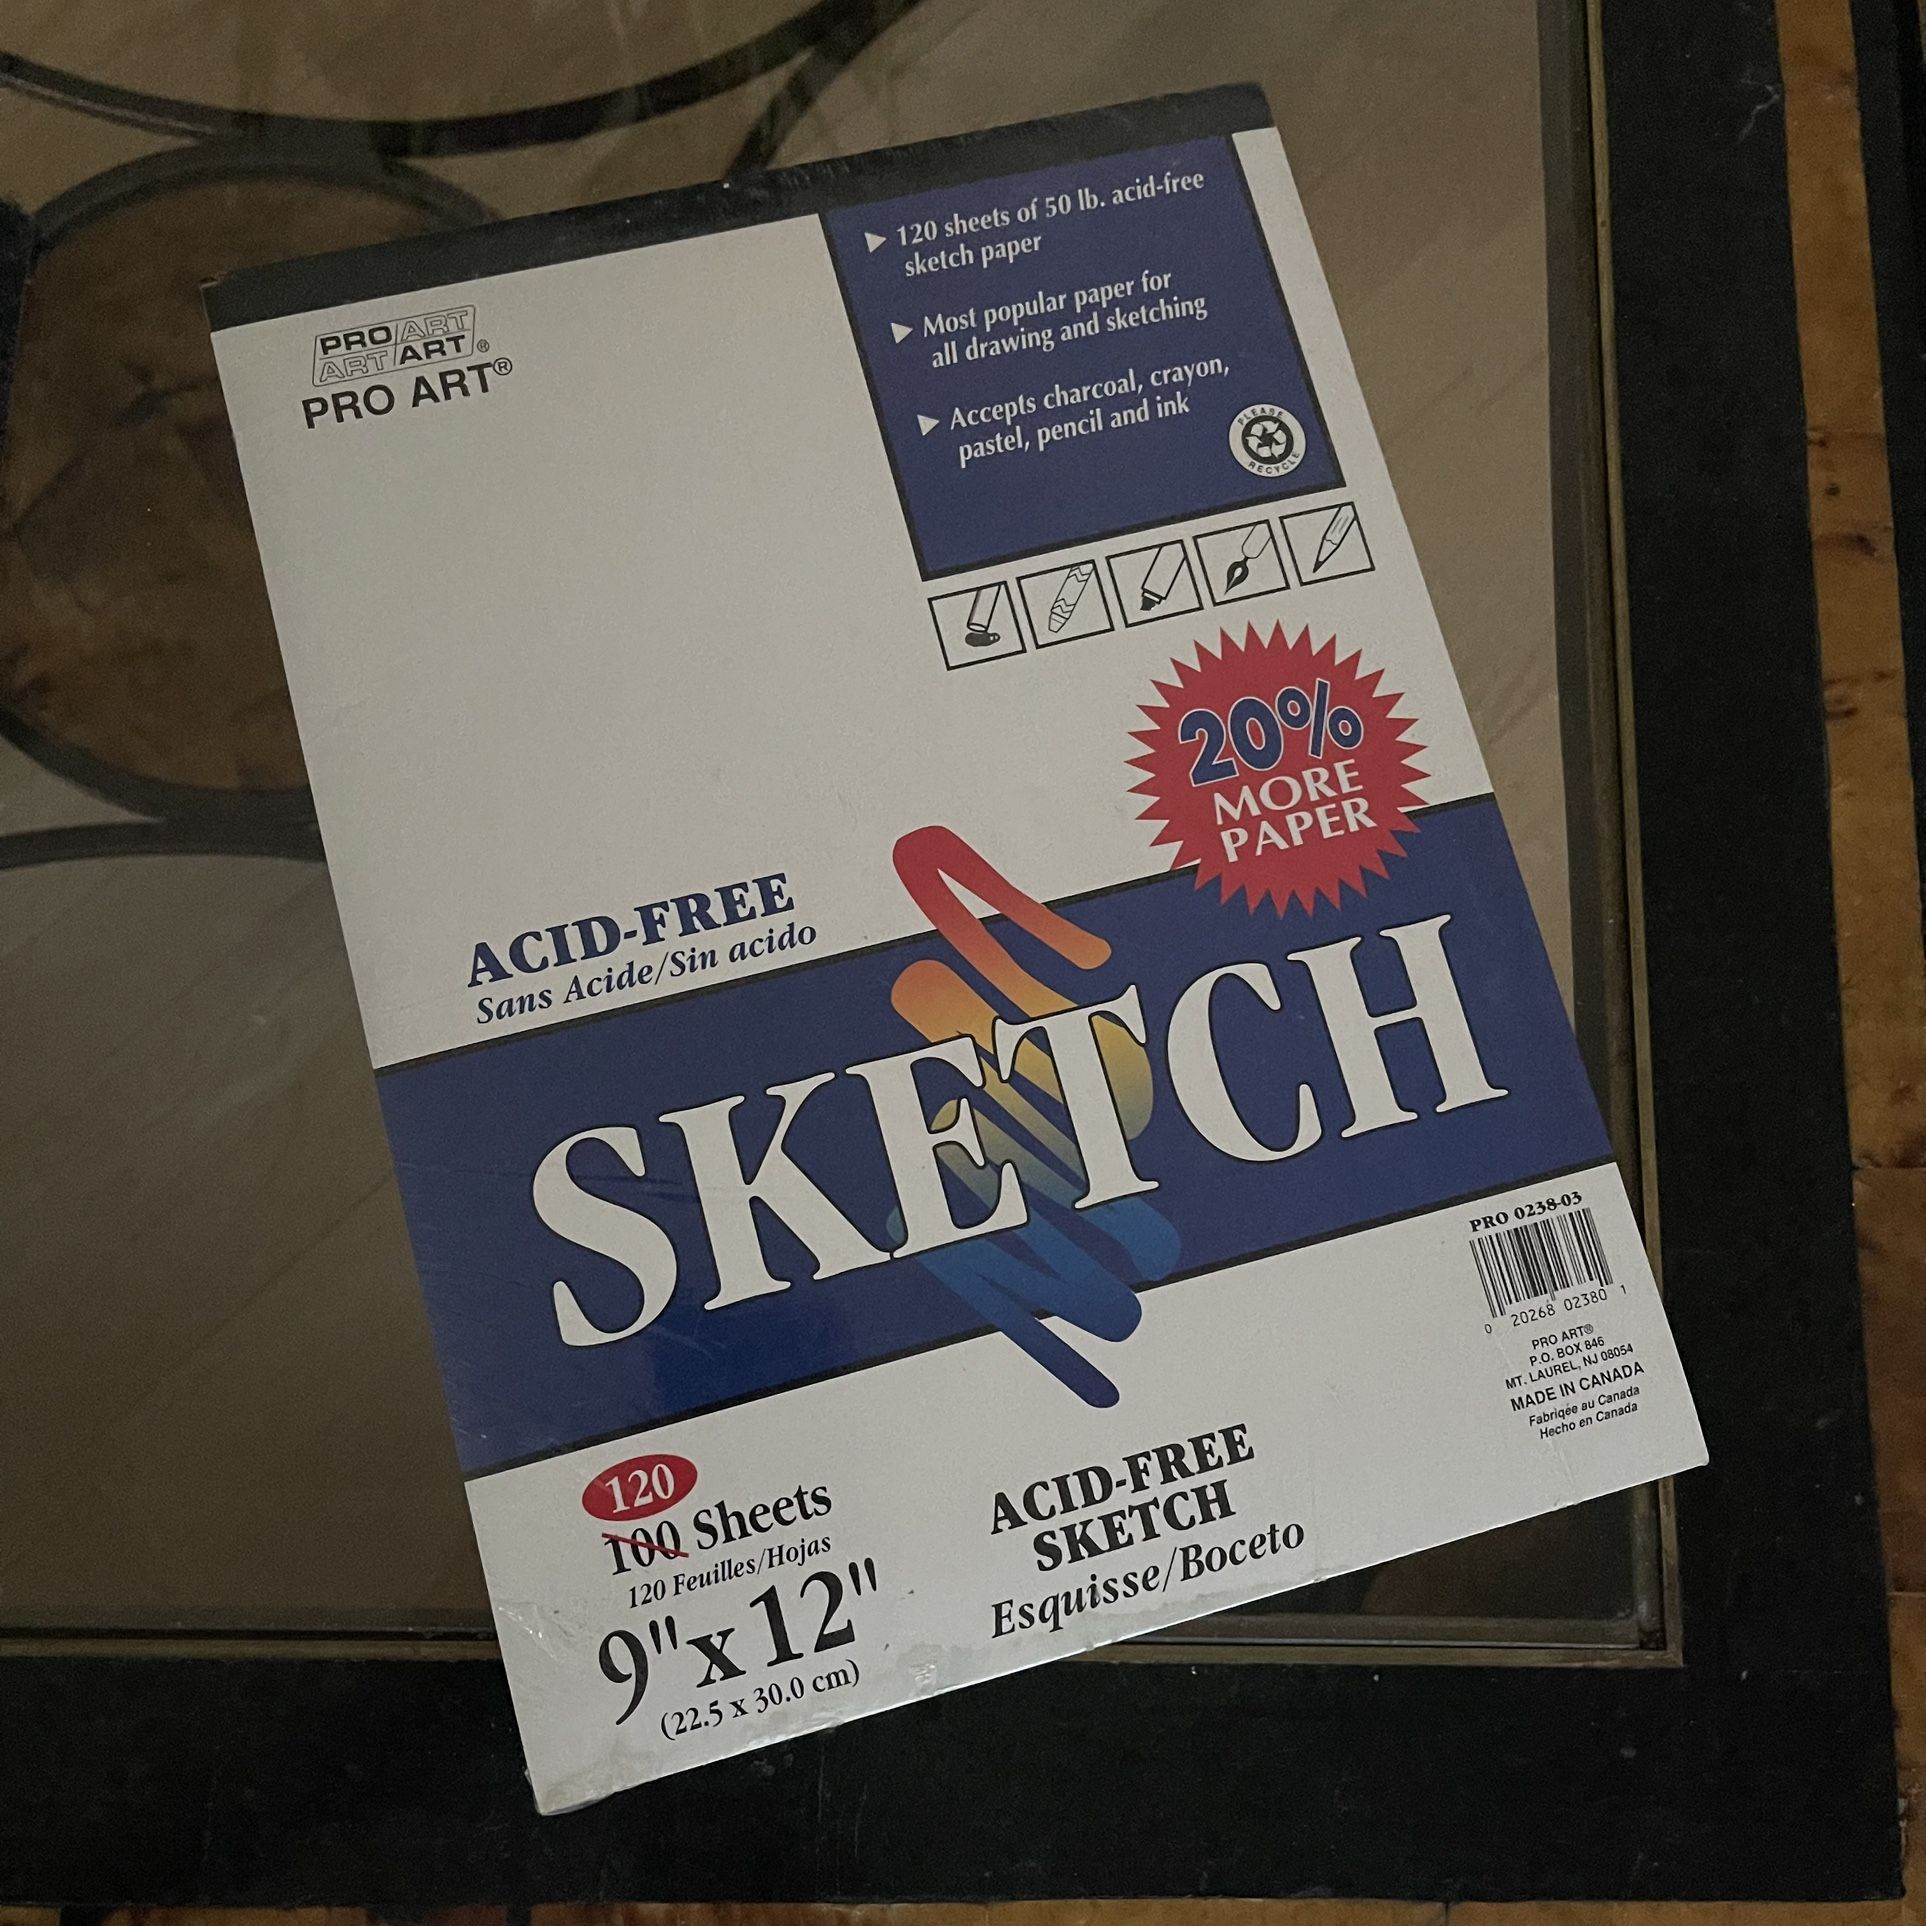 PRO ART
ART ART®
PRO ART®
120 sheets of 50 lb. acid-free
sketch paper
Most popular paper for
all drawing and sketching
Accepts charcoal, crayon,
pastel, pencil and ink
PLEASE
RECYCLE
20%
MORE
PAPER
ACID-FREE
Sans Acide/Sin acido
SKETCH
PRO 0238-03
0 20268 02380 1
PRO ART®
P.O. BOX 846
MT. LAUREL, NJ 08054
MADE IN CANADA
Fabriqée au Canada
Hecho en Canada
120
100 Sheets
120 Feuilles/Hojas
9"x 12"
(22.5 x 30.0 cm)
ACID-FREE
SKETCH
Esquisse/Boceto